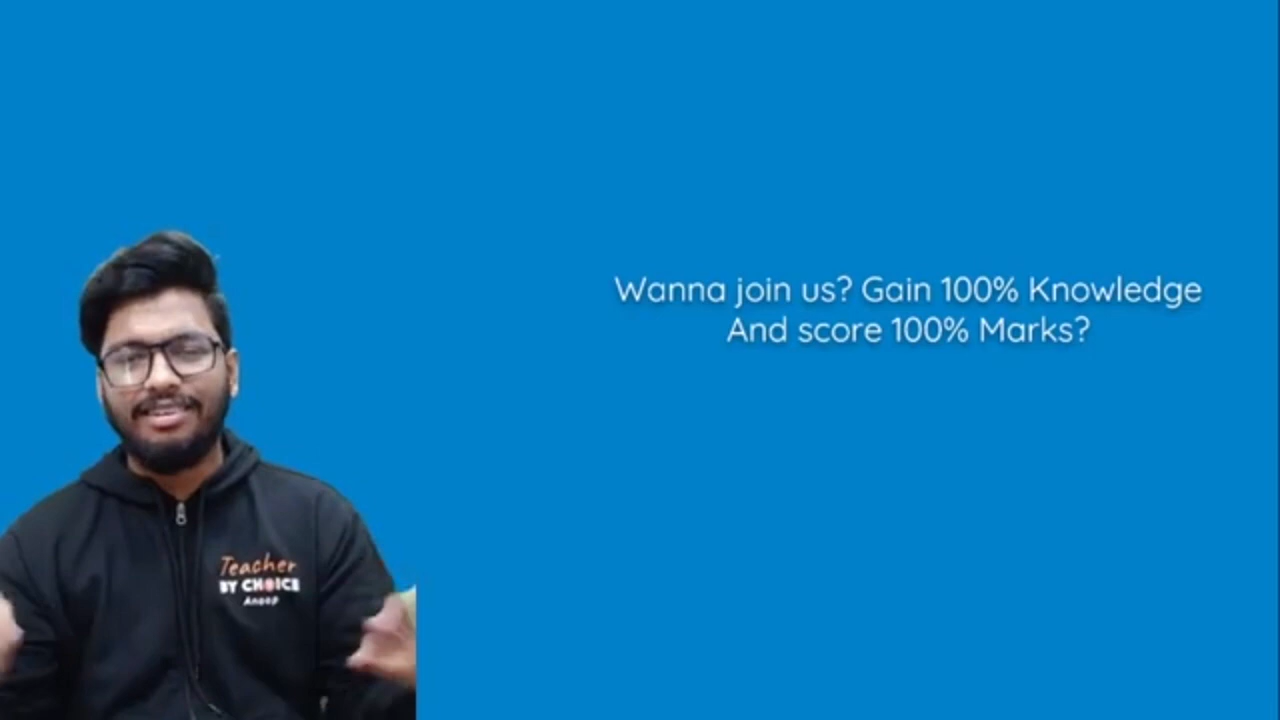 Wanna join us? Gain 100% Knowledge
And score 100% Marks?
Teacher
BY CHOICE
Anoop